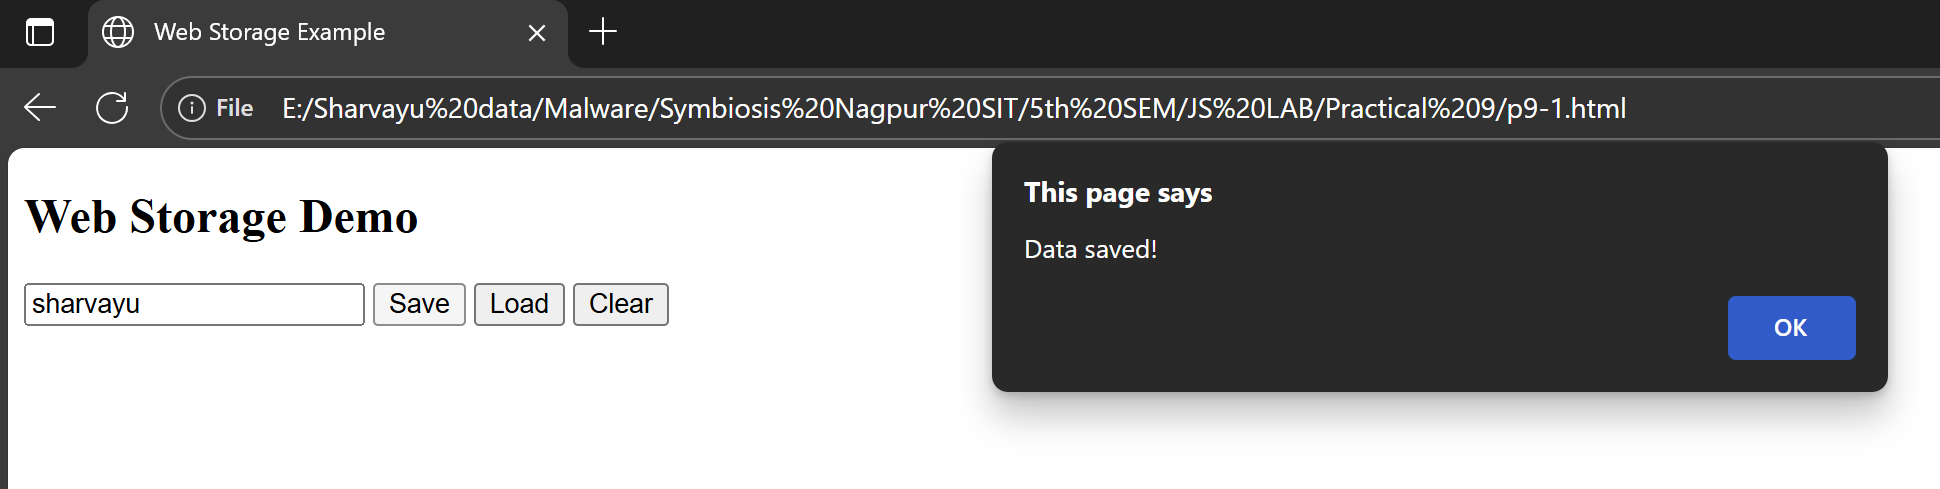 Web Storage Example
File E:/Sharvayu%20data/Malware/Symbiosis%20Nagpur%20SIT/5th%20SEM/JS%20LAB/Practical%209/p9-1.html
This page says
Data saved!
OK
Web Storage Demo
sharvayu Save Load Clear